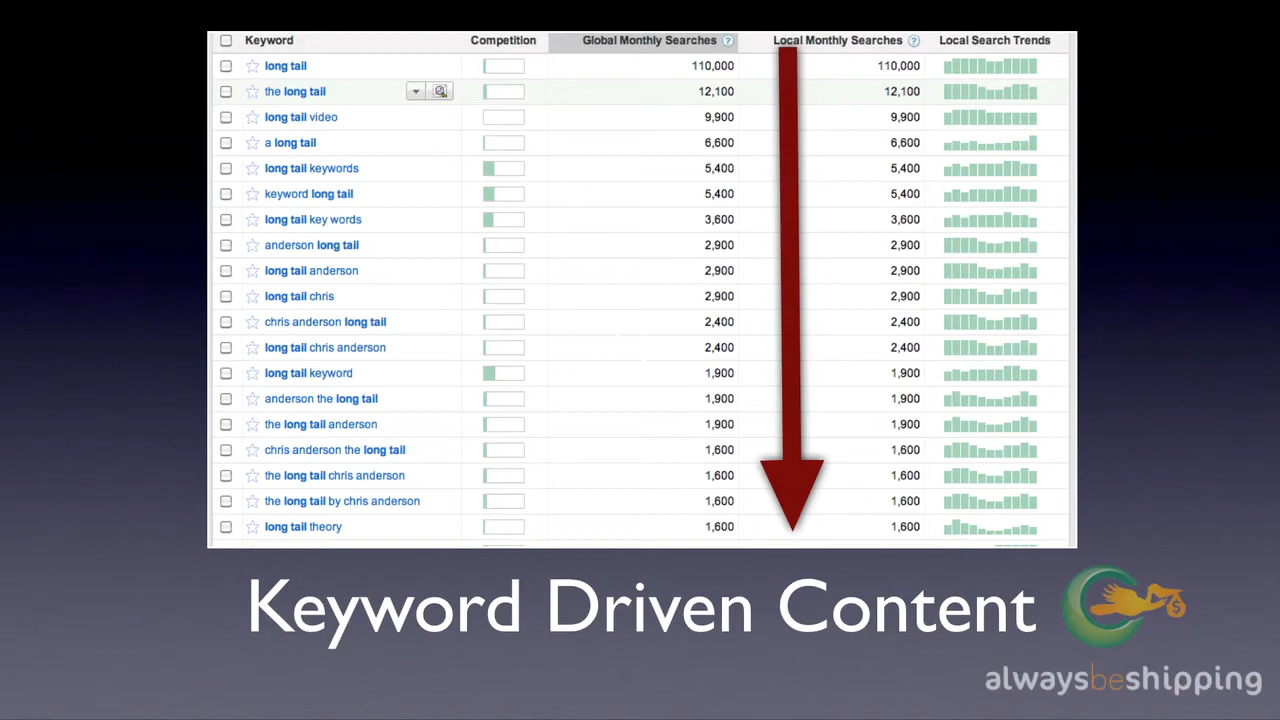 Keyword Competition Global Monthly Searches ? Local Monthly Searches ? Local Search Trends
long tail 110,000 110,000
the long tail 12,100 12,100
long tail video 9,900 9,900
a long tail 6,600 6,600
long tail keywords 5,400 5,400
keyword long tail 5,400 5,400
long tail key words 3,600 3,600
anderson long tail 2,900 2,900
long tail anderson 2,900 2,900
long tail chris 2,900 2,900
chris anderson long tail 2,400 2,400
long tail chris anderson 2,400 2,400
long tail keyword 1,900 1,900
anderson the long tail 1,900 1,900
the long tail anderson 1,900 1,900
chris anderson the long tail 1,600 1,600
the long tail chris anderson 1,600 1,600
the long tail by chris anderson 1,600 1,600
long tail theory 1,600 1,600
Keyword Driven Content
$
alwaysbeshipping